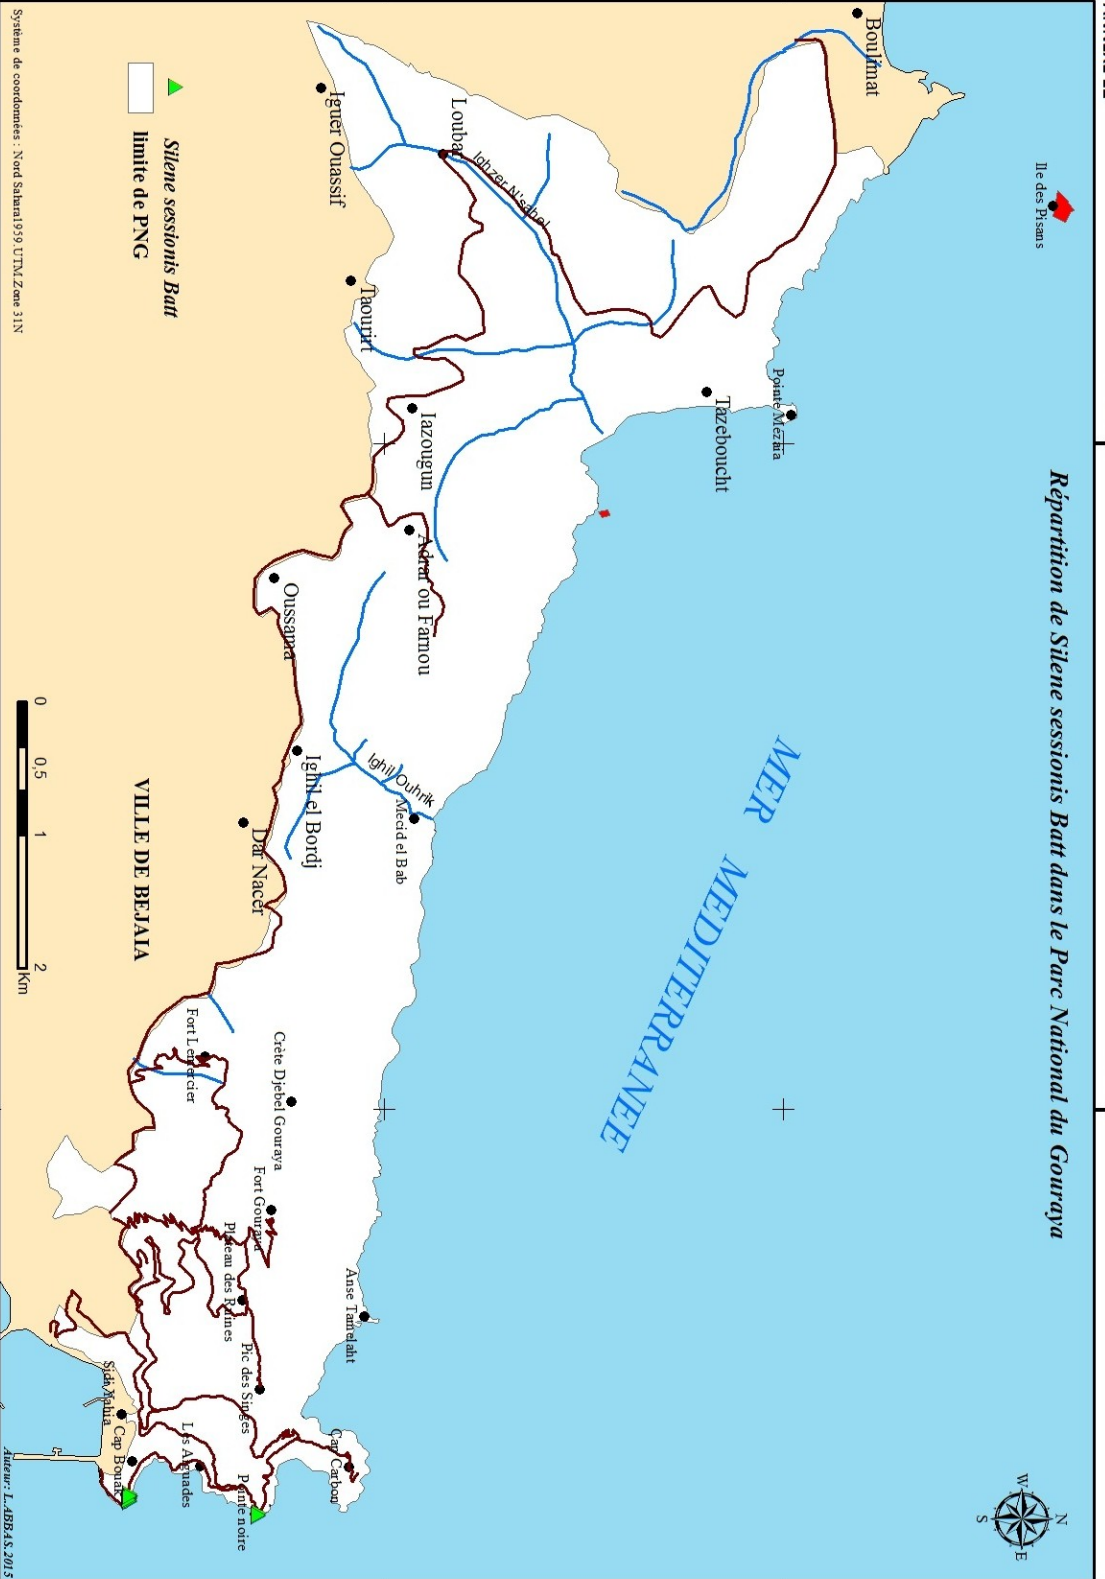 Répartition de Silene sessionis Batt dans le Parc National du Gouraya
N
W
E
S
Ile des Pisans
Boulimat
Pointe Mézaia
Tazeboucht
MER MEDITERRANEE
Ighzer N'sahel
Loubar
Iguer Ouassif
Taourirt
Iazougun
Adrar ou Farnou
Oussama
Ighil Ouhrik
Mecid el Bab
Ighil el Bordj
Dar Nacer
Anse Tamelaht
Cap Carbon
Crète Djebel Gouraya
Fort Gouraya
Plateau des Ruines
Pic des Singes
Pointe noire
Fort Lemercier
Les Aiguades
Cap Bouak
Sidi Yahia
VILLE DE BEJAIA
Silene sessionis Batt
limite de PNG
0 0,5 1 2
Km
Système de coordonnées : Nord Sahara1959.UTM.Zone 31N
Auteur: L.ABBAS.2015